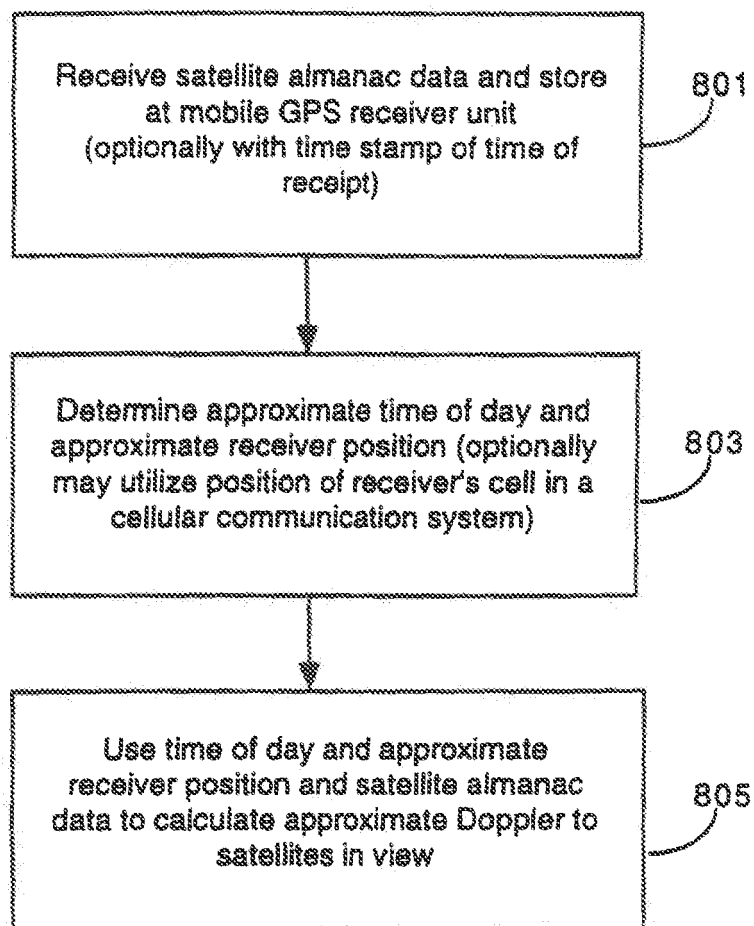 Receive satellite almanac data and store
at mobile GPS receiver unit
(optionally with time stamp of time of
receipt)
801
Determine approximate time of day and
approximate receiver position (optionally
may utilize position of receiver's cell in a
cellular communication system)
803
Use time of day and approximate
receiver position and satellite almanac
data to calculate approximate Doppler to
satellites in view
805